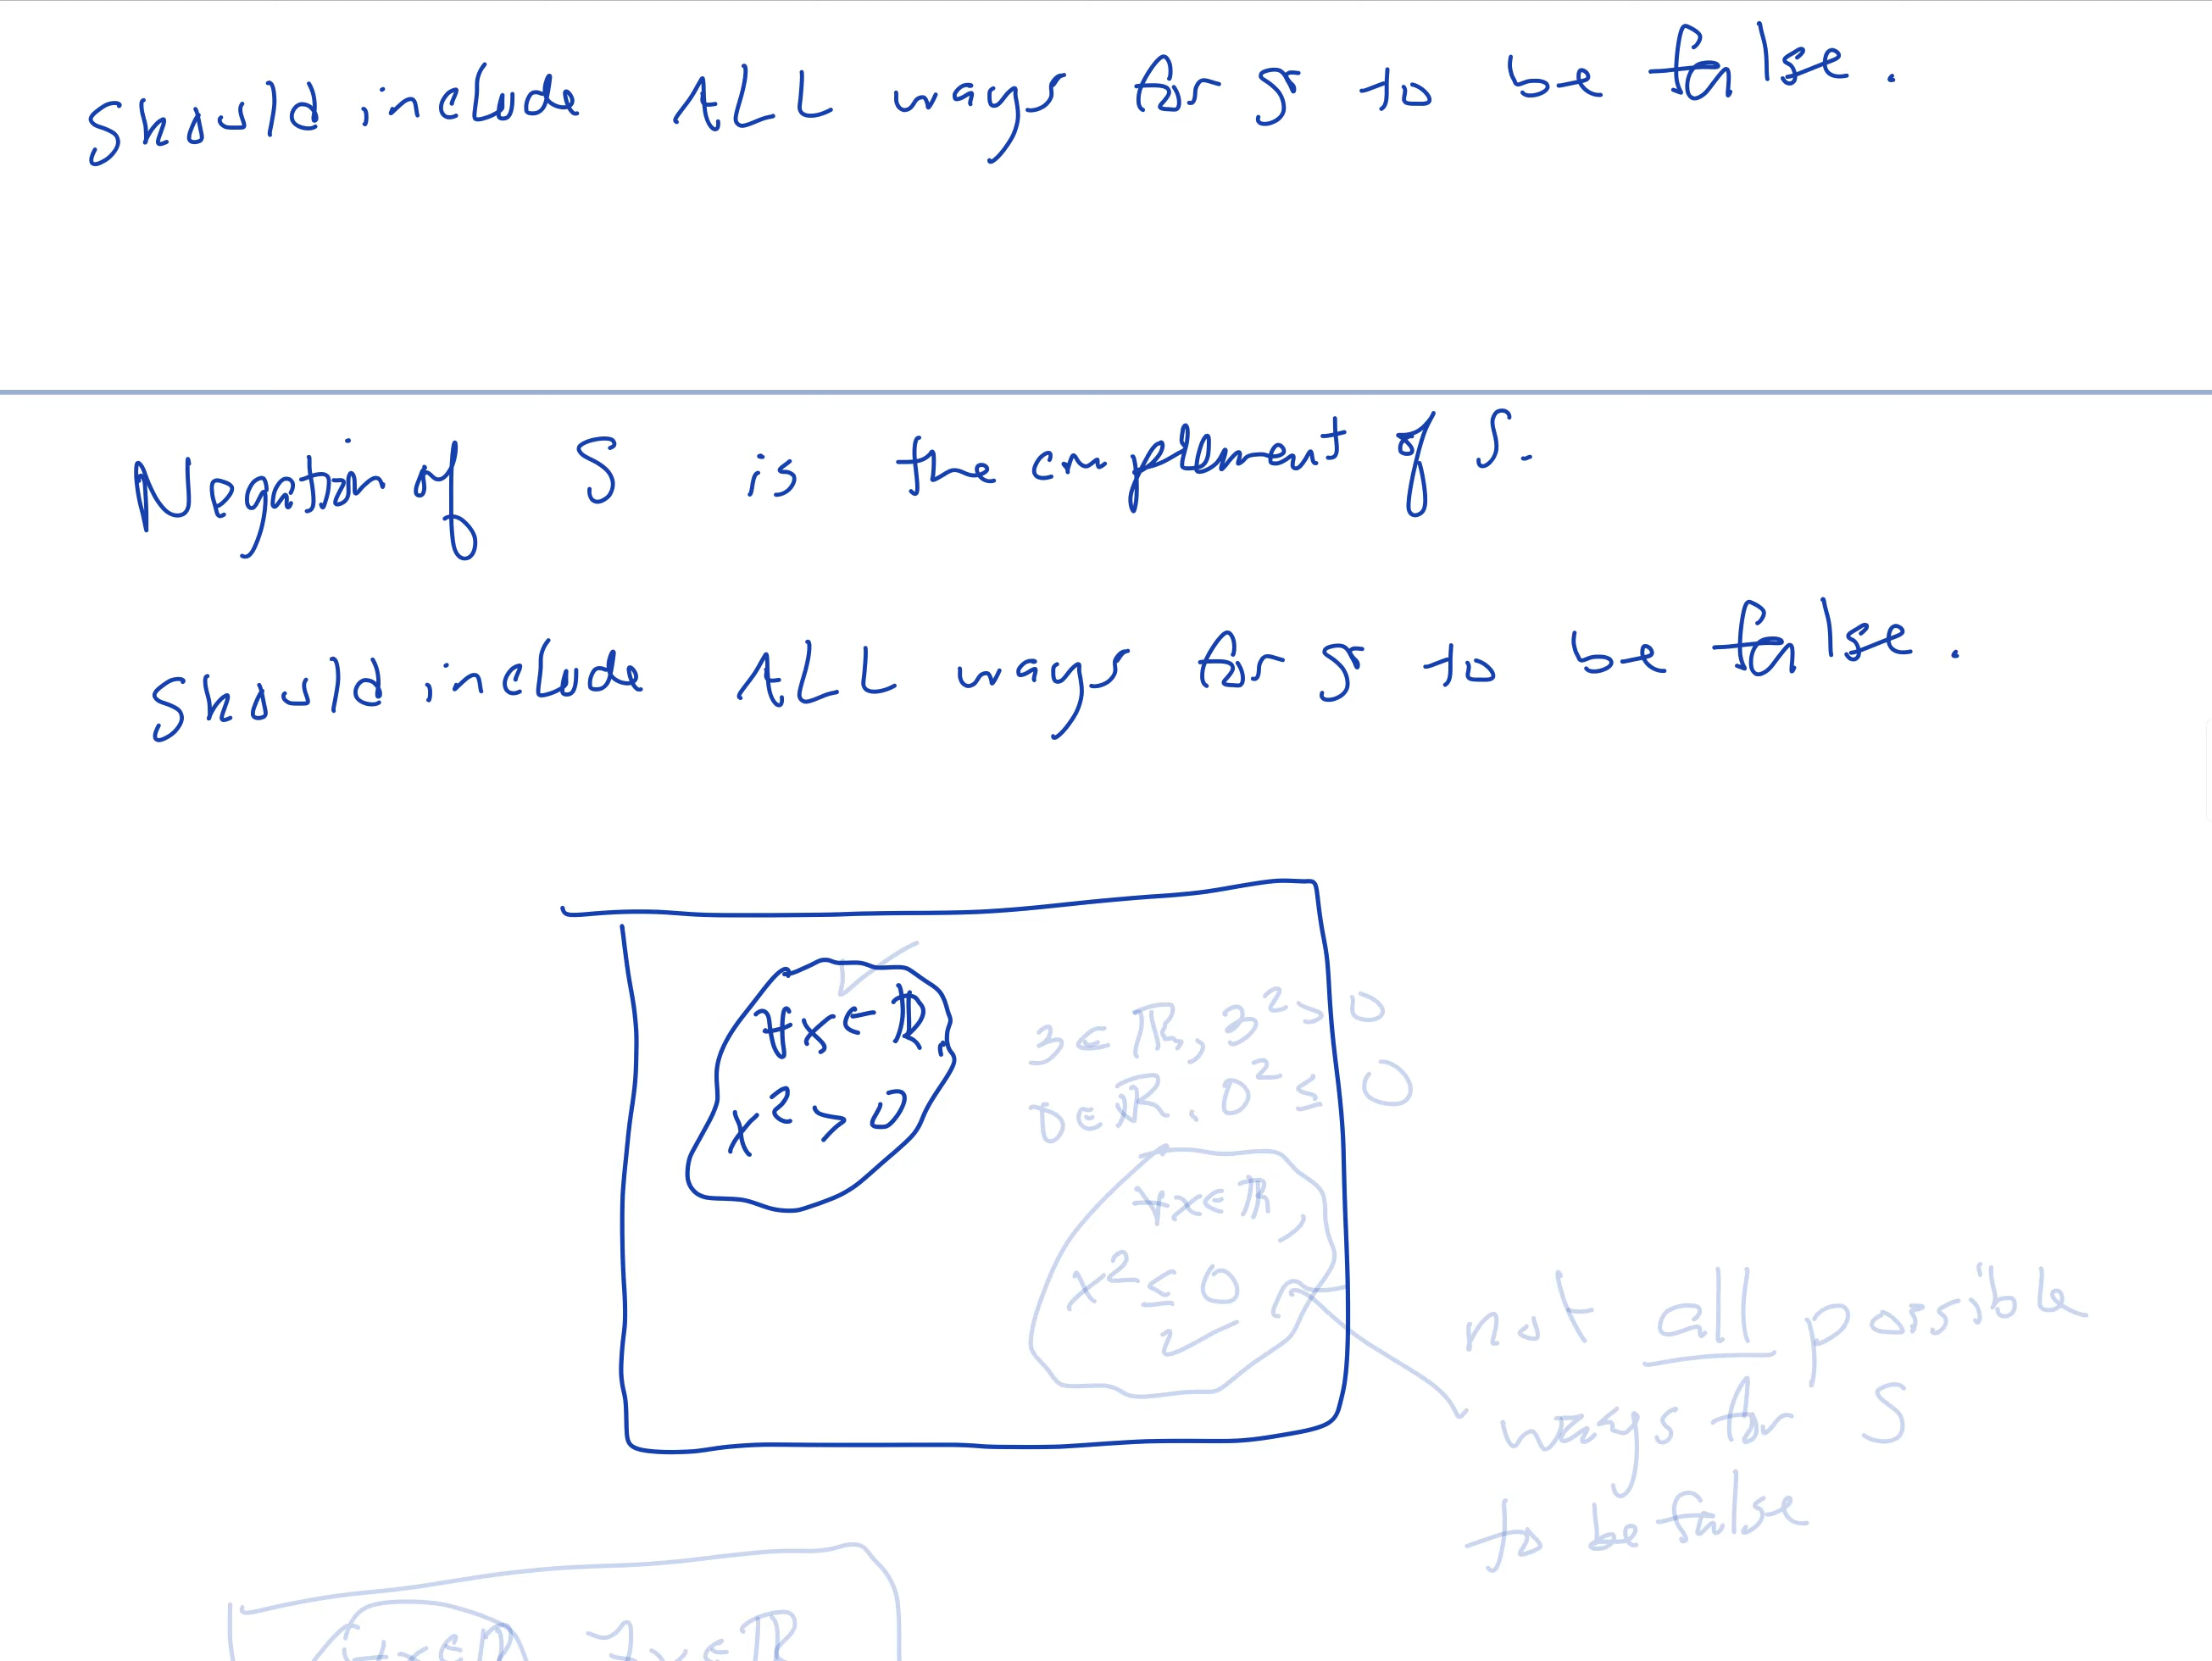 should include ALL ways for S to be false.
Negation of S is the complement of S.
should include ALL ways for S to be false.
∀x∈ℝ,
x² > 0
3 ∈ ℝ, 3² > 0
0 ∈ ℝ, 0² ≤ 0
∀x∈ℝ,
x² ≤ 0
not all possible
ways for S
to be false
∀x∈ℝ ∃x∈ℝ